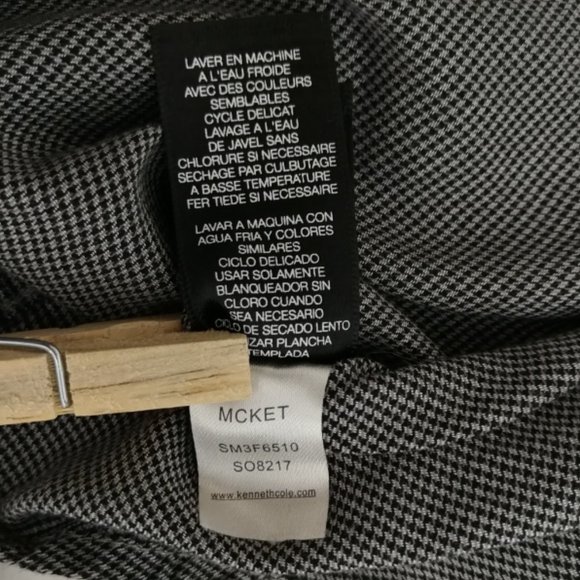 LAVER EN MACHINE
A L'EAU FROIDE
AVEC DES COULEURS
SEMBLABLES
CYCLE DELICAT
LAVAGE A L'EAU
DE JAVEL SANS
CHLORURE SI NECESSAIRE
SECHAGE PAR CULBUTAGE
A BASSE TEMPERATURE
FER TIEDE SI NECESSAIRE
LAVAR A MAQUINA CON
AGUA FRIA Y COLORES
SIMILARES
CICLO DELICADO
USAR SOLAMENTE
BLANQUEADOR SIN
CLORO CUANDO
SEA NECESARIO
CICLO DE SECADO LENTO
PLANCHA
TEMPLADA
MCKET
SM3F6510
SO8217
www.kennethcole.com